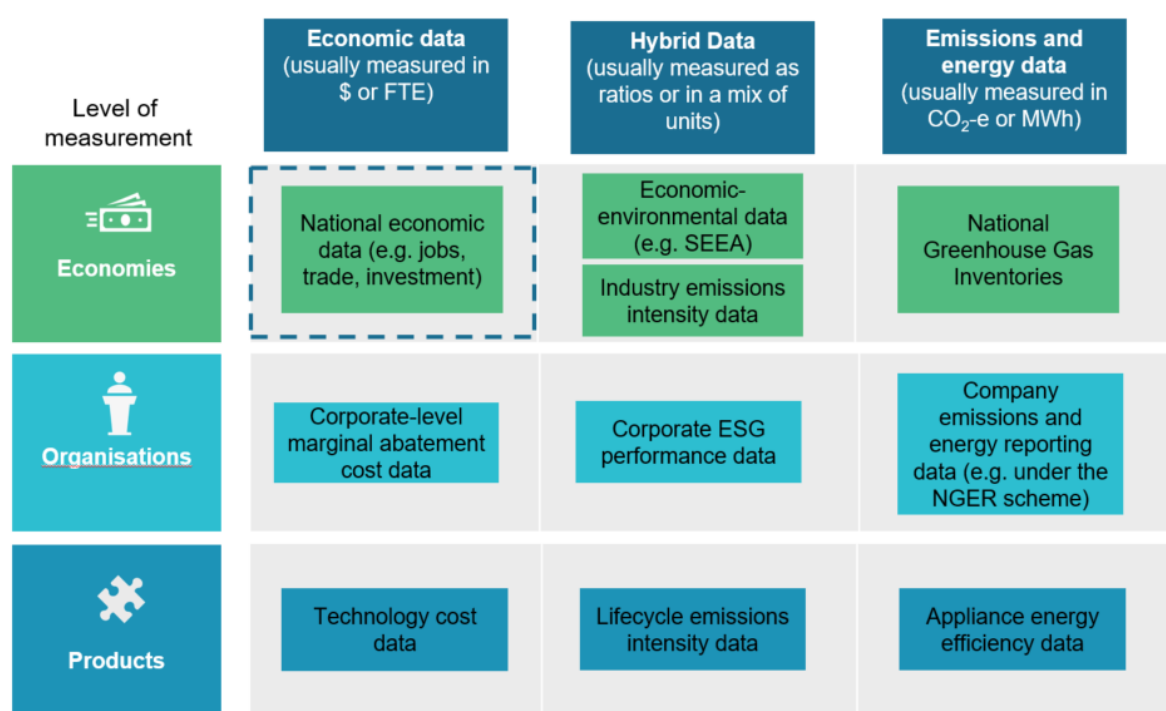 Economic data
(usually measured in
$ or FTE)
Hybrid Data
(usually measured as
ratios or in a mix of
units)
Emissions and
energy data
(usually measured in
CO₂-e or MWh)
Level of
measurement
Economies
National economic
data (e.g. jobs,
trade, investment)
Economic-
environmental data
(e.g. SEEA)
Industry emissions
intensity data
National
Greenhouse Gas
Inventories
Organisations
Corporate-level
marginal abatement
cost data
Corporate ESG
performance data
Company
emissions and
energy reporting
data (e.g. under the
NGER scheme)
Products
Technology cost
data
Lifecycle emissions
intensity data
Appliance energy
efficiency data